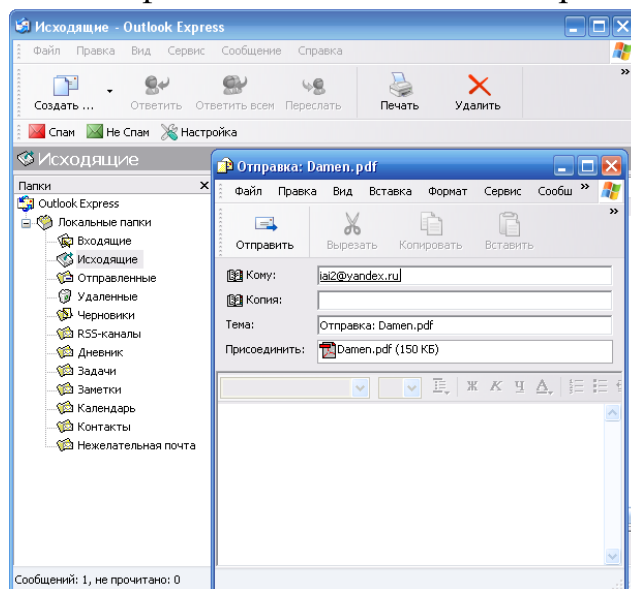 Исходящие - Outlook Express
Файл Правка Вид Сервис Сообщение Справка
Создать ... Ответить Ответить всем Переслать Печать Удалить
Спам Не Спам Настройка
Исходящие
Папки
Outlook Express
Локальные папки
Входящие
Исходящие
Отправленные
Удаленные
Черновики
RSS-каналы
Дневник
Задачи
Заметки
Календарь
Контакты
Нежелательная почта
Сообщений: 1, не прочитано: 0
Отправка: Damen.pdf
Файл Правка Вид Вставка Формат Сервис Сообщ »
Отправить Вырезать Копировать Вставить
Кому: iai2@yandex.ru
Копия:
Тема: Отправка: Damen.pdf
Присоединить: Damen.pdf (150 КБ)
Ж К Ч А